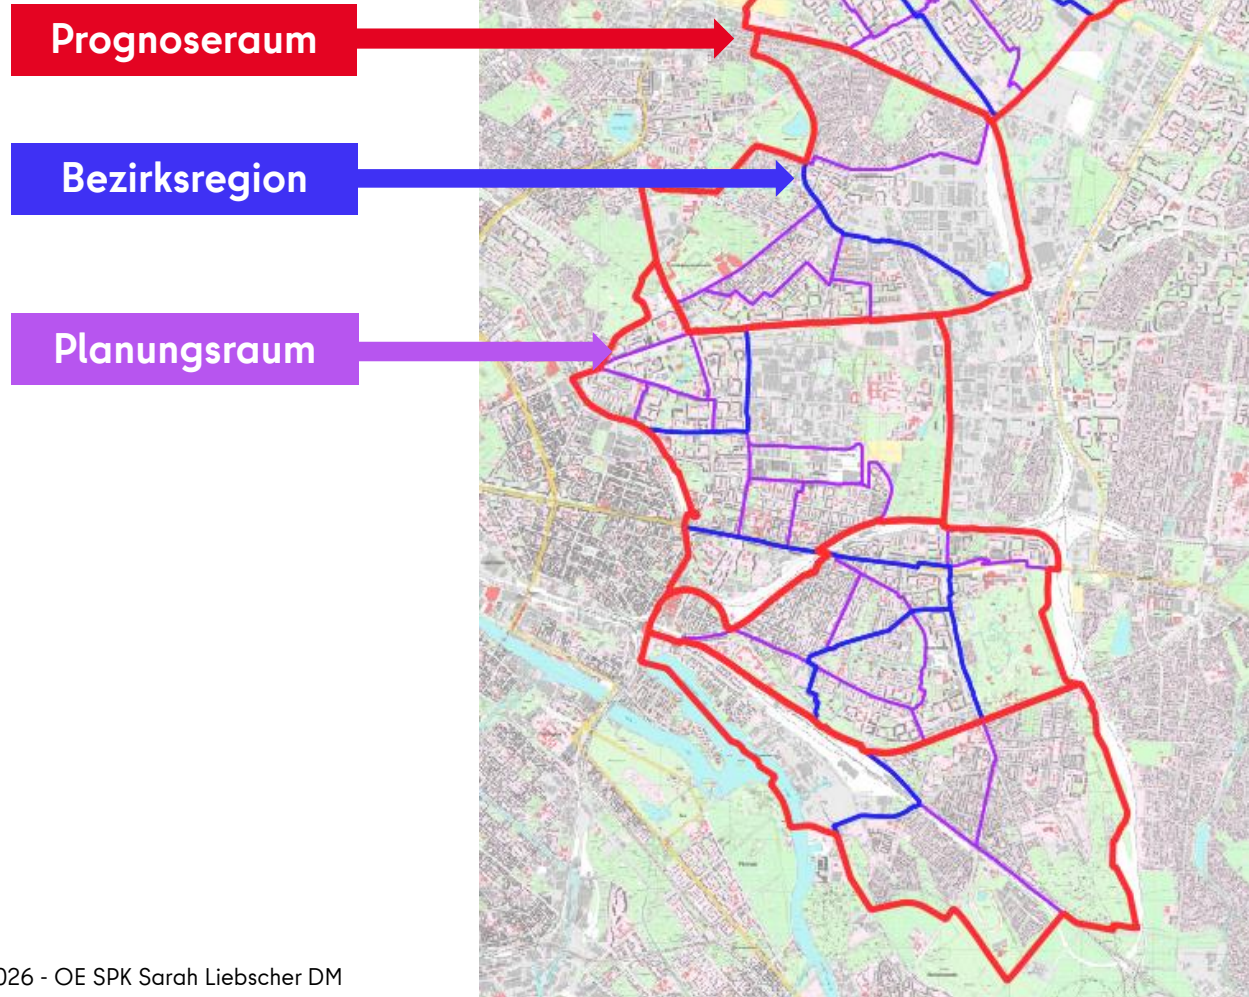 Prognoseraum
Bezirksregion
Planungsraum
026 - OE SPK Sarah Liebscher DM